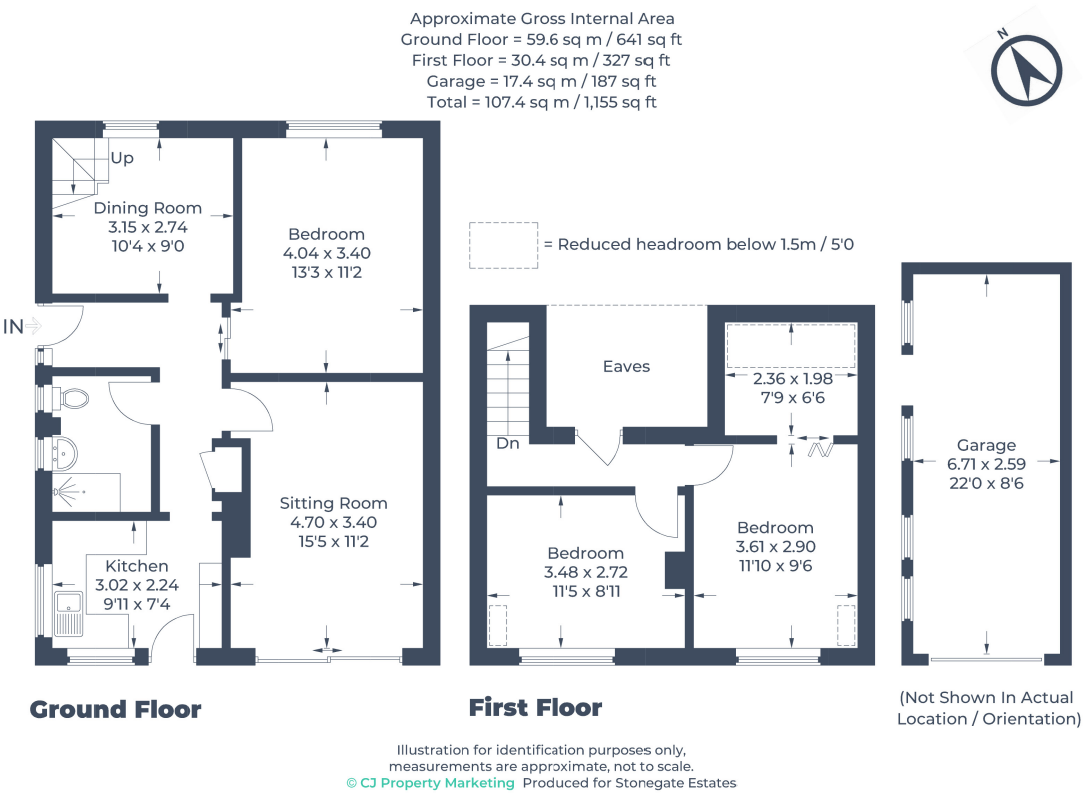 Approximate Gross Internal Area
Ground Floor = 59.6 sq m / 641 sq ft
First Floor = 30.4 sq m / 327 sq ft
Garage = 17.4 sq m / 187 sq ft
Total = 107.4 sq m / 1,155 sq ft
N
Up
Dining Room
3.15 x 2.74
10'4 x 9'0
Bedroom
4.04 x 3.40
13'3 x 11'2
IN
Sitting Room
4.70 x 3.40
15'5 x 11'2
Kitchen
3.02 x 2.24
9'11 x 7'4
Ground Floor
= Reduced headroom below 1.5m / 5'0
Eaves
2.36 x 1.98
7'9 x 6'6
Dn
Bedroom
3.48 x 2.72
11'5 x 8'11
Bedroom
3.61 x 2.90
11'10 x 9'6
First Floor
Garage
6.71 x 2.59
22'0 x 8'6
(Not Shown In Actual
Location / Orientation)
Illustration for identification purposes only,
measurements are approximate, not to scale.
© CJ Property Marketing Produced for Stonegate Estates